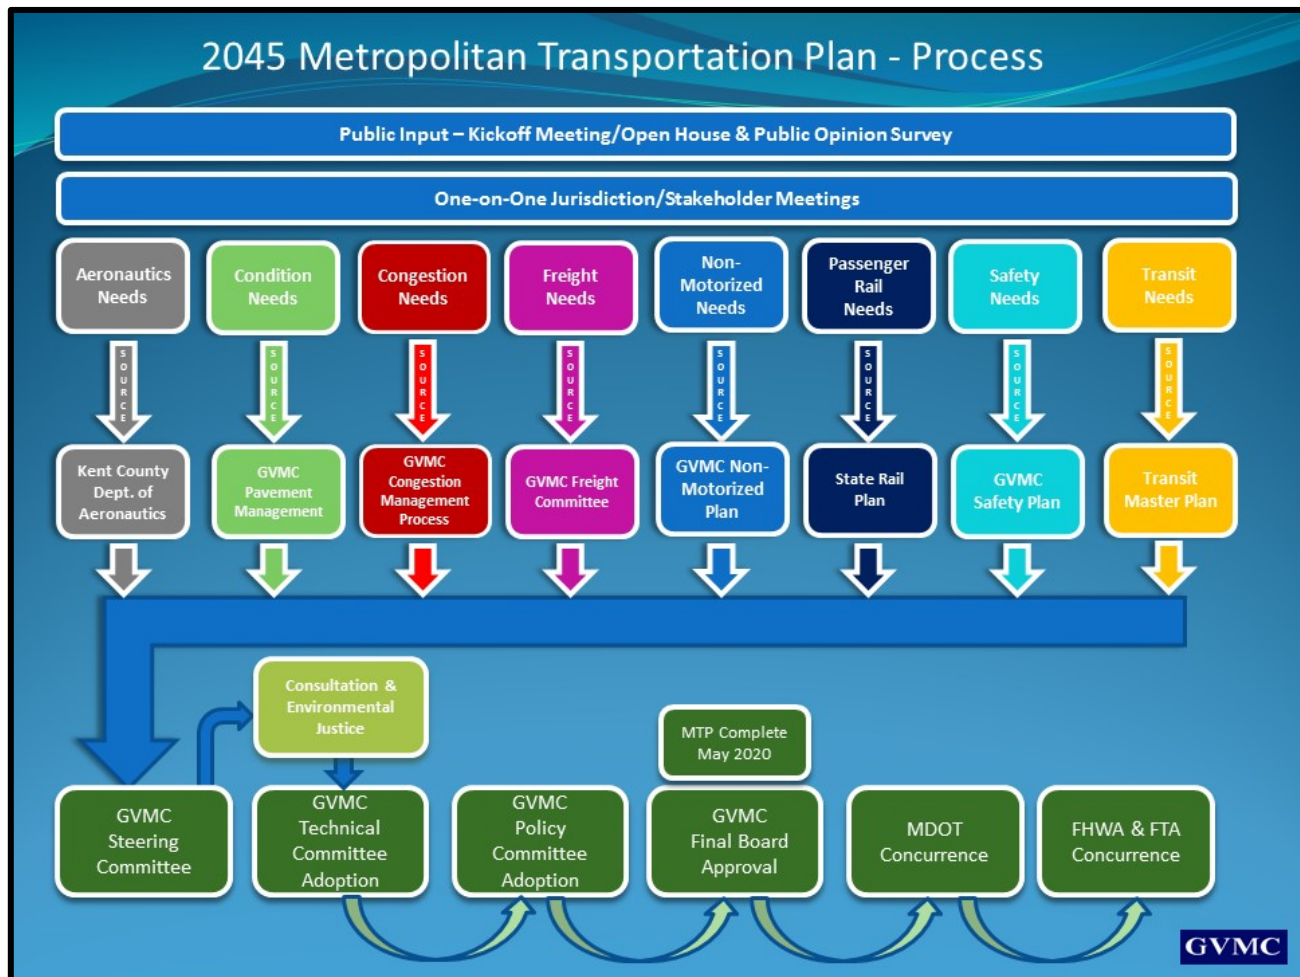 2045 Metropolitan Transportation Plan - Process
Public Input – Kickoff Meeting/Open House & Public Opinion Survey
One-on-One Jurisdiction/Stakeholder Meetings
Aeronautics
Needs
Condition
Needs
Congestion
Needs
Freight
Needs
Non-
Motorized
Needs
Passenger
Rail
Needs
Safety
Needs
Transit
Needs
SOURCE
SOURCE
SOURCE
SOURCE
SOURCE
SOURCE
SOURCE
SOURCE
Kent County
Dept. of
Aeronautics
GVMC
Pavement
Management
GVMC
Congestion
Management
Process
GVMC Freight
Committee
GVMC Non-
Motorized
Plan
State Rail
Plan
GVMC
Safety Plan
Transit
Master Plan
Consultation &
Environmental
Justice
MTP Complete
May 2020
GVMC
Steering
Committee
GVMC
Technical
Committee
Adoption
GVMC
Policy
Committee
Adoption
GVMC
Final Board
Approval
MDOT
Concurrence
FHWA & FTA
Concurrence
GVMC